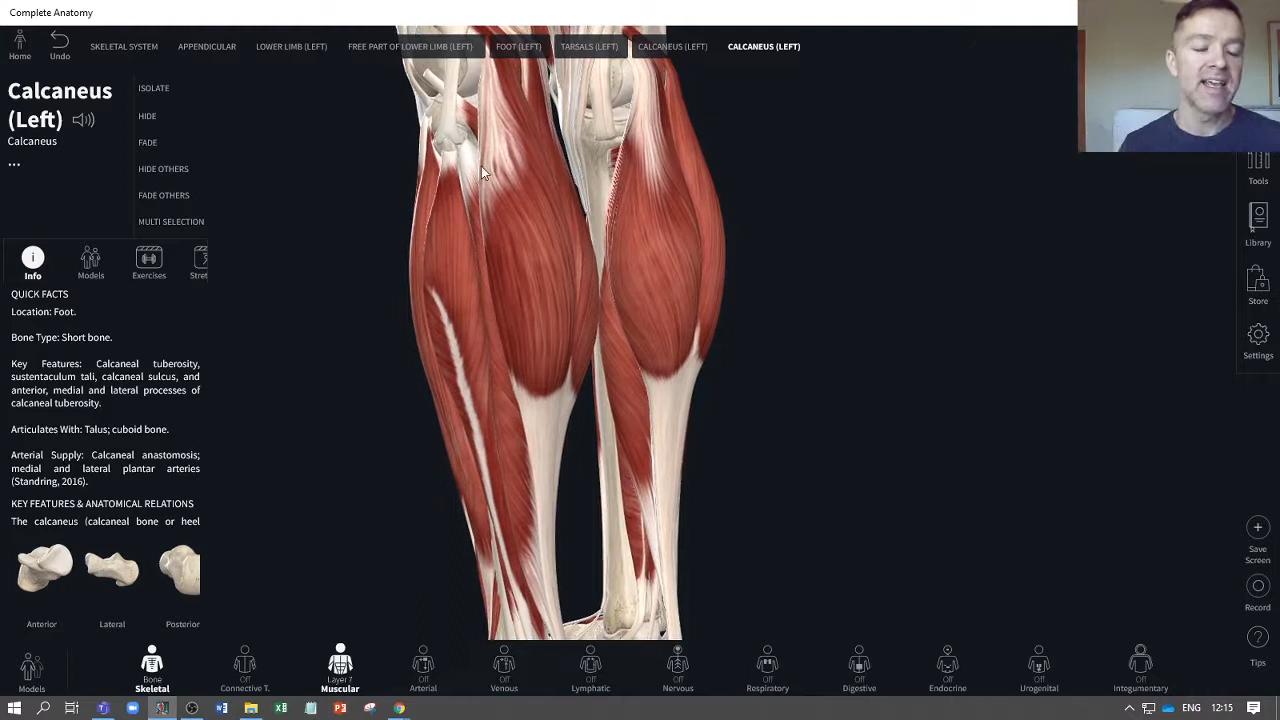 Complete Anatomy
Home
Undo
SKELETAL SYSTEM
APPENDICULAR
LOWER LIMB (LEFT)
FREE PART OF LOWER LIMB (LEFT)
FOOT (LEFT)
TARSALS (LEFT)
CALCANEUS (LEFT)
CALCANEUS (LEFT)
Calcaneus
(Left)
Calcaneus
...
ISOLATE
HIDE
FADE
HIDE OTHERS
FADE OTHERS
MULTI SELECTION
Info
Models
Exercises
Stret
QUICK FACTS
Location: Foot.
Bone Type: Short bone.
Key Features: Calcaneal tuberosity,
sustentaculum tali, calcaneal sulcus, and
anterior, medial and lateral processes of
calcaneal tuberosity.
Articulates With: Talus; cuboid bone.
Arterial Supply: Calcaneal anastomosis;
medial and lateral plantar arteries
(Standring, 2016).
KEY FEATURES & ANATOMICAL RELATIONS
The calcaneus (calcaneal bone or heel
Anterior
Lateral
Posterior
Tools
Library
Store
Settings
Save
Screen
Record
Tips
Models
Bone
Skeletal
Off
Connective T.
Layer 7
Muscular
Off
Arterial
Off
Venous
Off
Lymphatic
Off
Nervous
Off
Respiratory
Off
Digestive
Off
Endocrine
Off
Urogenital
Off
Integumentary
ENG
12:15